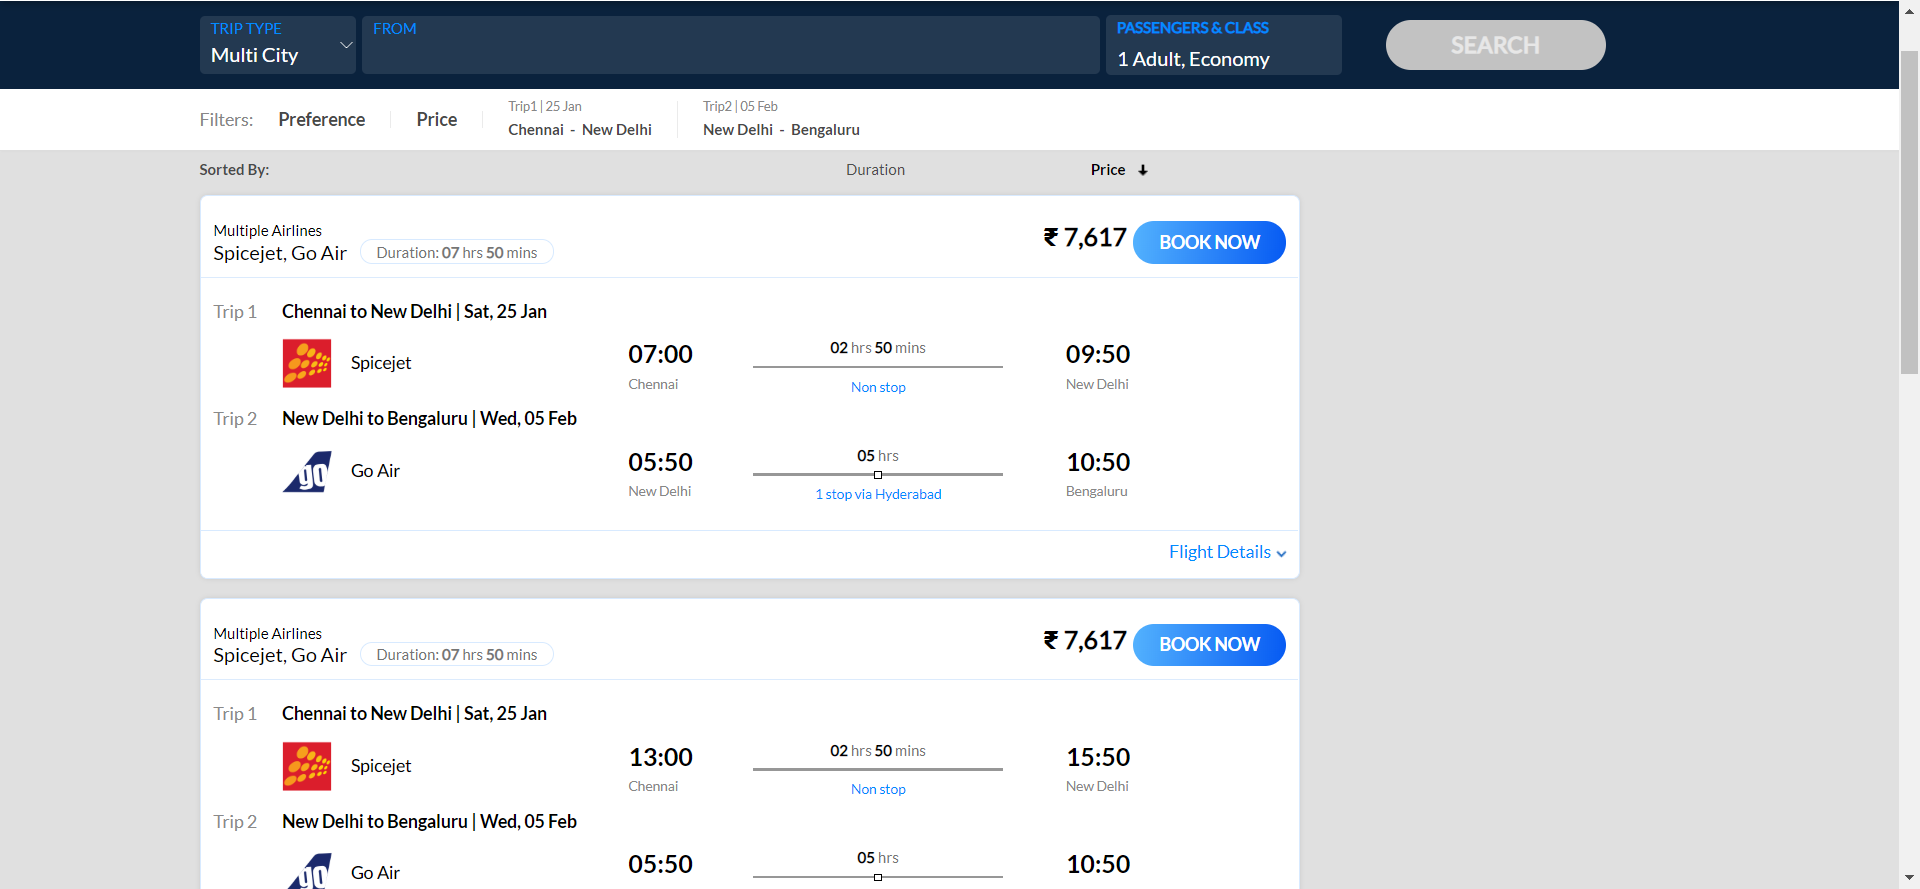 TRIP TYPE
Multi City
FROM
PASSENGERS & CLASS
1 Adult, Economy
SEARCH
Filters: Preference Price
Trip1 | 25 Jan
Chennai - New Delhi
Trip2 | 05 Feb
New Delhi - Bengaluru
Sorted By: Duration Price
Multiple Airlines
Spicejet, Go Air Duration: 07 hrs 50 mins
₹ 7,617 BOOK NOW
Trip 1 Chennai to New Delhi | Sat, 25 Jan
Spicejet
07:00
Chennai
02 hrs 50 mins
Non stop
09:50
New Delhi
Trip 2 New Delhi to Bengaluru | Wed, 05 Feb
go
Go Air
05:50
New Delhi
05 hrs
1 stop via Hyderabad
10:50
Bengaluru
Flight Details
Multiple Airlines
Spicejet, Go Air Duration: 07 hrs 50 mins
₹ 7,617 BOOK NOW
Trip 1 Chennai to New Delhi | Sat, 25 Jan
Spicejet
13:00
Chennai
02 hrs 50 mins
Non stop
15:50
New Delhi
Trip 2 New Delhi to Bengaluru | Wed, 05 Feb
go
Go Air
05:50
05 hrs
10:50